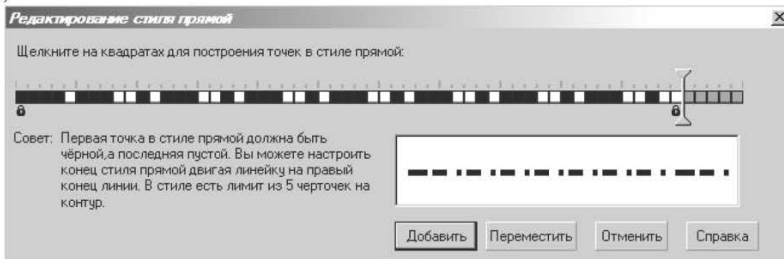 Редактирование стиля прямой
Щелкните на квадратах для построения точек в стиле прямой:
Совет: Первая точка в стиле прямой должна быть
чёрной,а последняя пустой. Вы можете настроить
конец стиля прямой двигая линейку на правый
конец линии. В стиле есть лимит из 5 черточек на
контур.
Добавить Переместить Отменить Справка